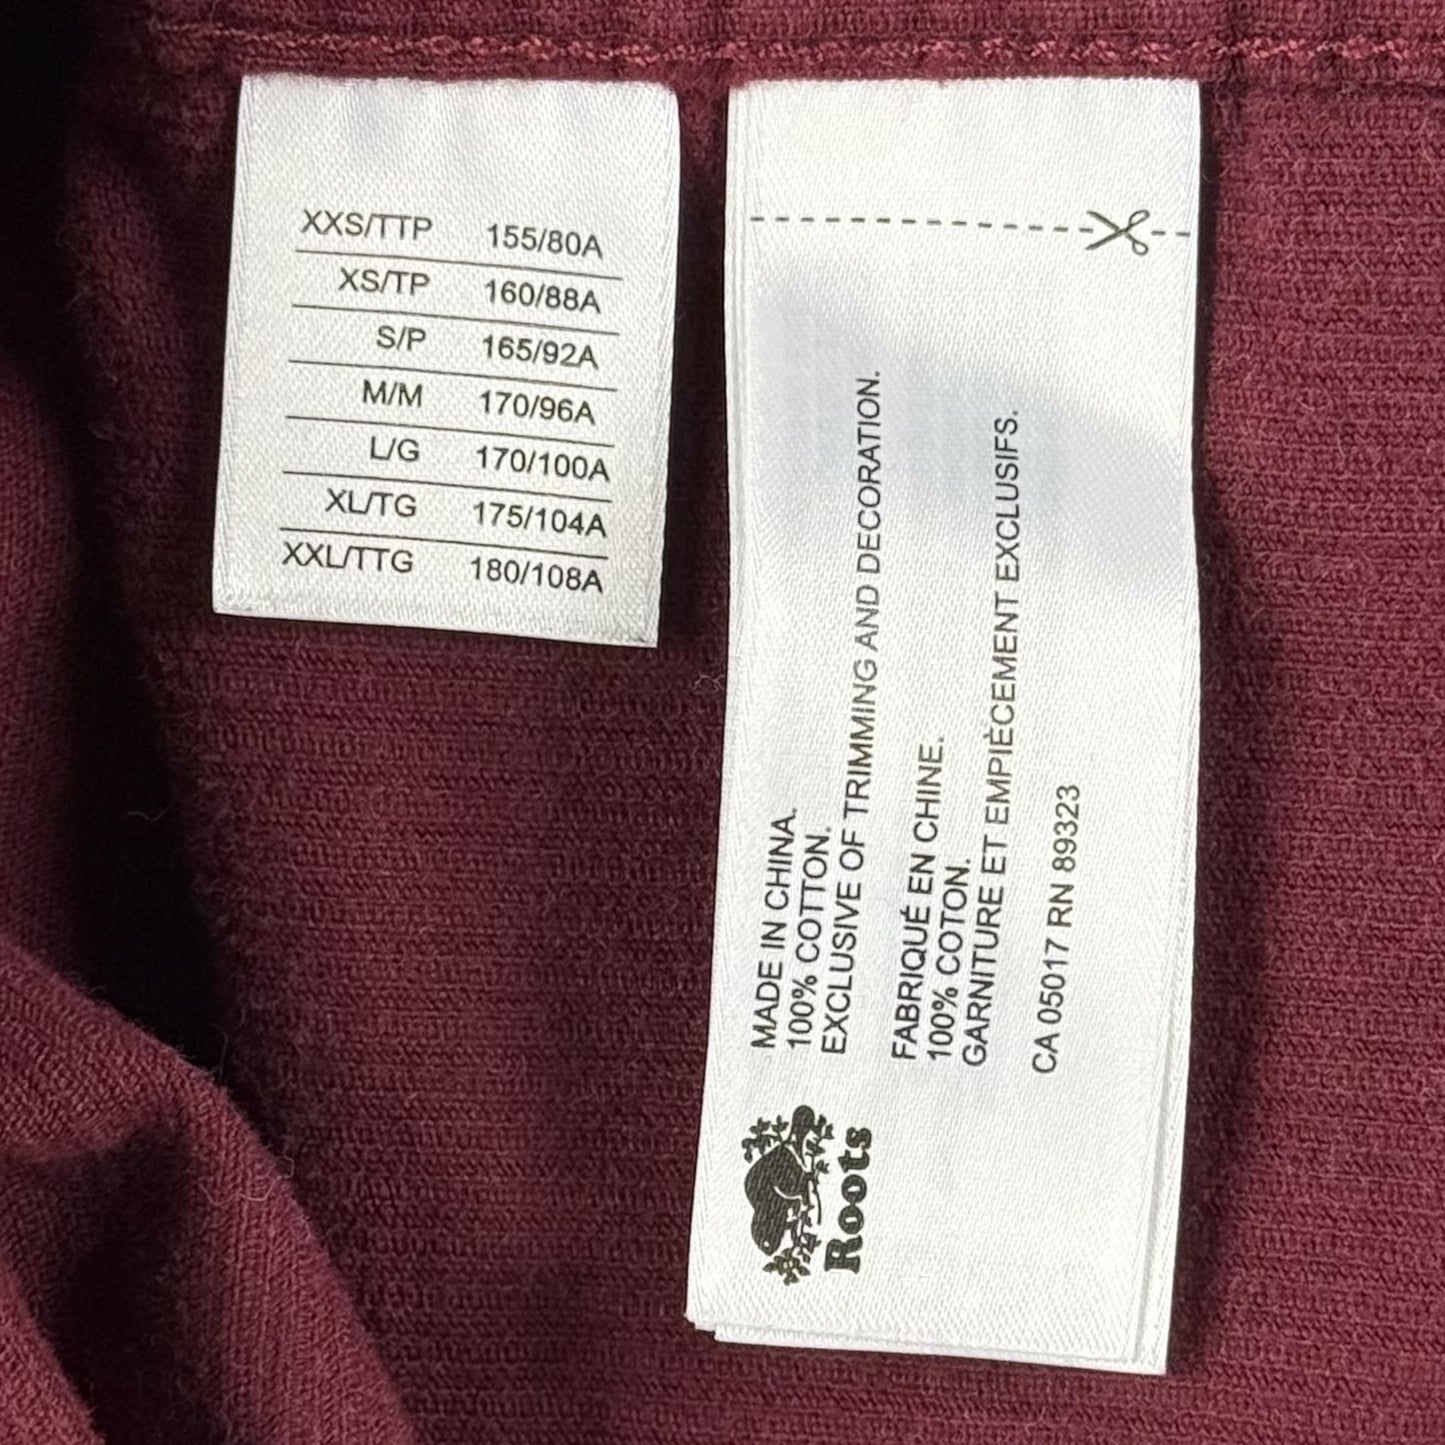 XXS/TTP 155/80A
XS/TP 160/88A
S/P 165/92A
M/M 170/96A
L/G 170/100A
XL/TG 175/104A
XXL/TTG 180/108A
Roots
MADE IN CHINA.
100% COTTON.
EXCLUSIVE OF TRIMMING AND DECORATION.
FABRIQUÉ EN CHINE.
100% COTON.
GARNITURE ET EMPIÈCEMENT EXCLUSIFS.
CA 05017 RN 89323